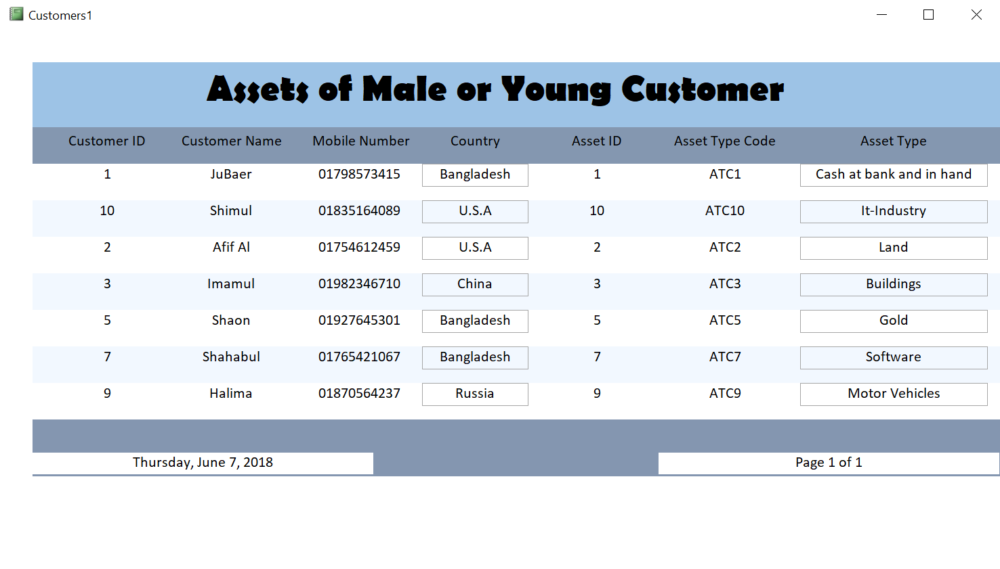 Customers1
Assets of Male or Young Customer
Customer ID Customer Name Mobile Number Country Asset ID Asset Type Code Asset Type
1 JuBaer 01798573415 Bangladesh 1 ATC1 Cash at bank and in hand
10 Shimul 01835164089 U.S.A 10 ATC10 It-Industry
2 Afif Al 01754612459 U.S.A 2 ATC2 Land
3 Imamul 01982346710 China 3 ATC3 Buildings
5 Shaon 01927645301 Bangladesh 5 ATC5 Gold
7 Shahabul 01765421067 Bangladesh 7 ATC7 Software
9 Halima 01870564237 Russia 9 ATC9 Motor Vehicles
Thursday, June 7, 2018 Page 1 of 1